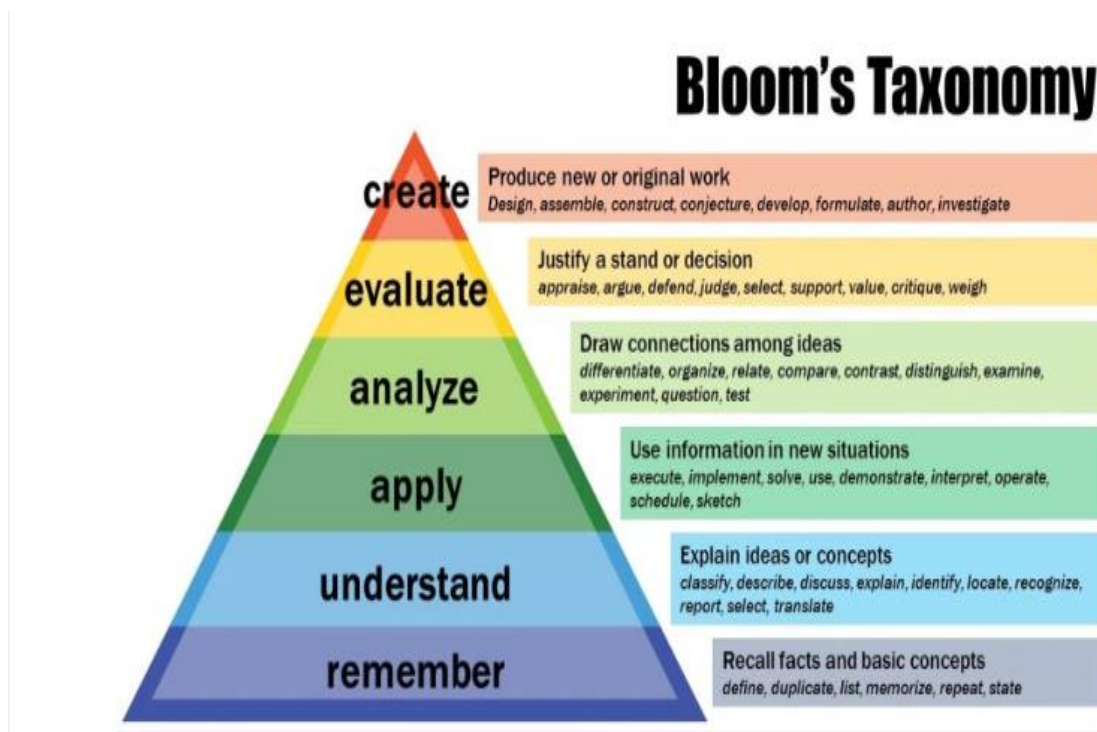 Bloom's Taxonomy
create
Produce new or original work
Design, assemble, construct, conjecture, develop, formulate, author, investigate
evaluate
Justify a stand or decision
appraise, argue, defend, judge, select, support, value, critique, weigh
analyze
Draw connections among ideas
differentiate, organize, relate, compare, contrast, distinguish, examine,
experiment, question, test
apply
Use information in new situations
execute, implement, solve, use, demonstrate, interpret, operate,
schedule, sketch
understand
Explain ideas or concepts
classify, describe, discuss, explain, identify, locate, recognize,
report, select, translate
remember
Recall facts and basic concepts
define, duplicate, list, memorize, repeat, state